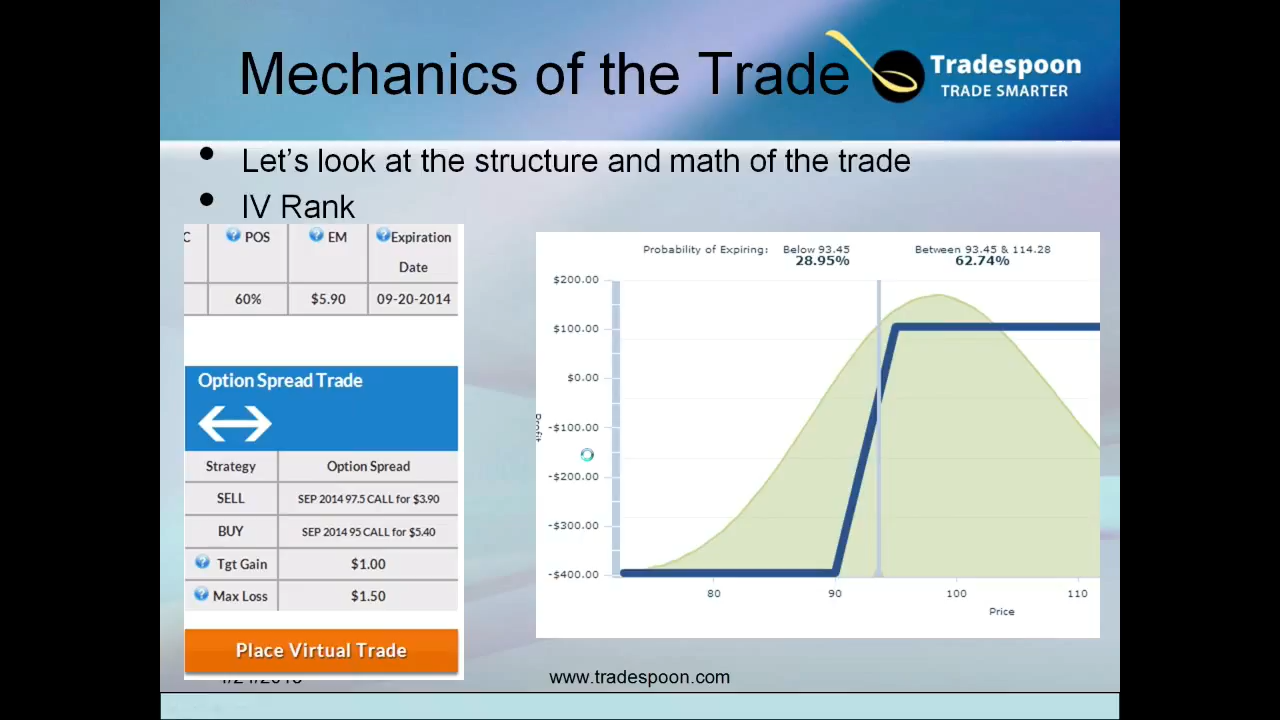 Mechanics of the Trade
Tradespoon
TRADE SMARTER
• Let's look at the structure and math of the trade
• IV Rank
C POS EM Expiration
Date
60% $5.90 09-20-2014
Option Spread Trade
Strategy Option Spread
SELL SEP 2014 97.5 CALL for $3.90
BUY SEP 2014 95 CALL for $5.40
Tgt Gain $1.00
Max Loss $1.50
Place Virtual Trade
Probability of Expiring: Below 93.45 Between 93.45 & 114.28
28.95% 62.74%
$200.00
$100.00
$0.00
-$100.00
-$200.00
-$300.00
-$400.00
Profit
80 90 100 110
Price
www.tradespoon.com